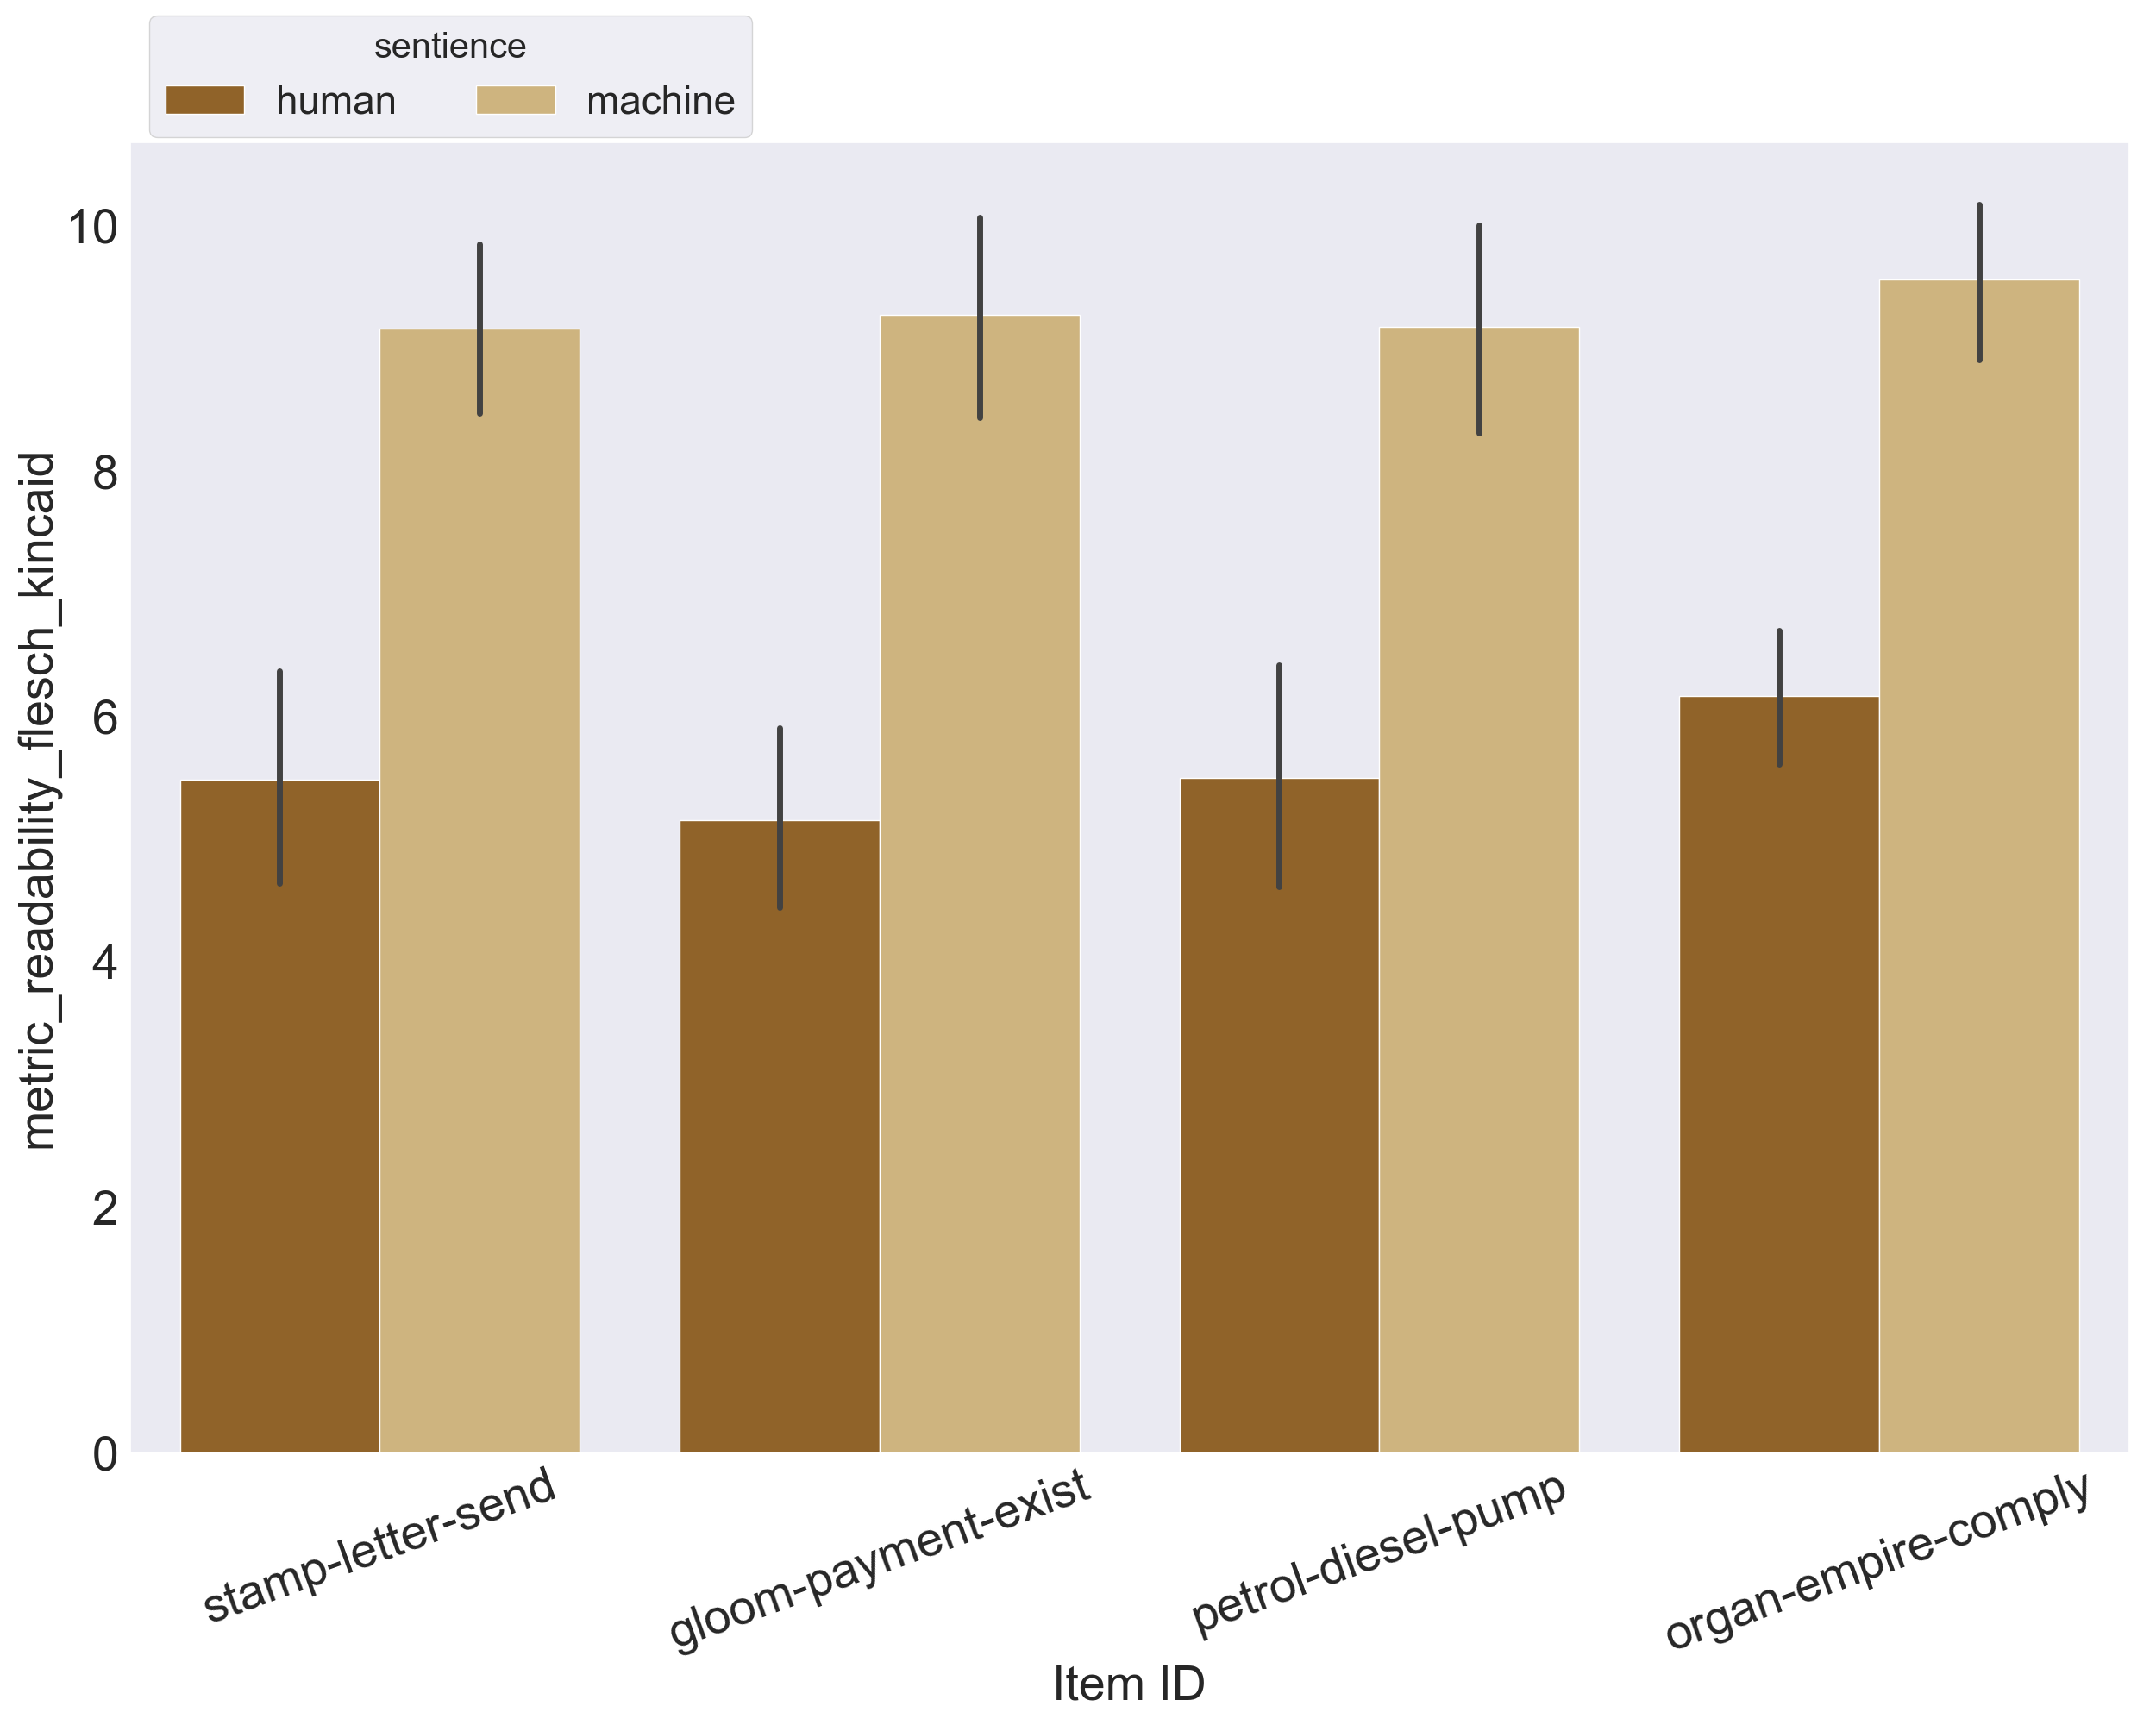 sentience
human machine
metric_readability_flesch_kincaid
10
8
6
4
2
0
stamp-letter-send
gloom-payment-exist
petrol-diesel-pump
organ-empire-comply
Item ID